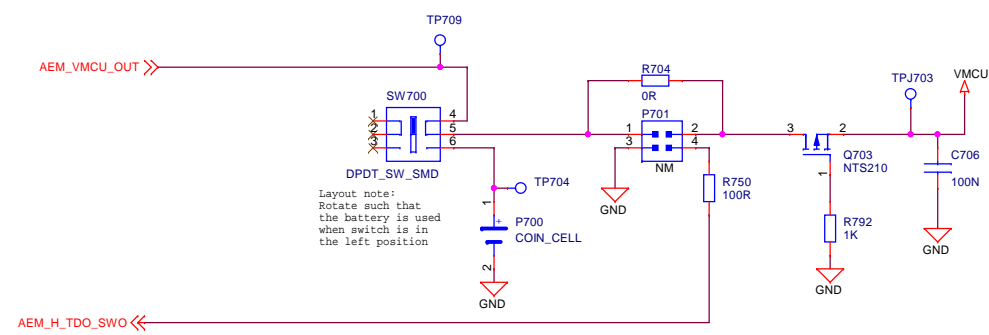 TP709
AEM_VMCU_OUT
R704
0R
TPJ703
VMCU
SW700
1
2
3
4
5
6
DPDT_SW_SMD
P701
1
2
3
4
NM
3
2
1
Q703
NTS210
C706
100N
Layout note:
Rotate such that
the battery is used
when switch is in
the left position
TP704
R750
100R
GND
1
+
P700
COIN_CELL
2
GND
R792
1K
GND
GND
AEM_H_TDO_SWO